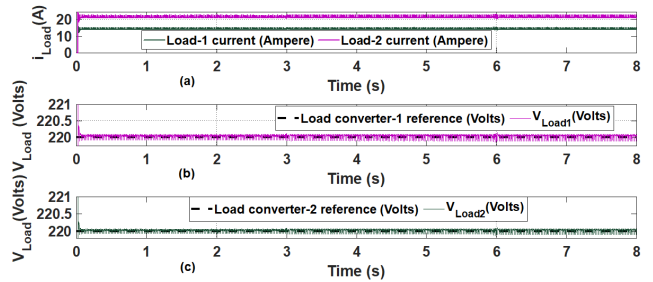 i_Load(A)
20
10
0
Load-1 current (Ampere) Load-2 current (Ampere)
0 1 2 3 4 5 6 7 8
(a) Time (s)
V_Load (Volts)
221
220.5
220
Load converter-1 reference (Volts) V_Load1(Volts)
0 1 2 3 4 5 6 7 8
(b) Time (s)
V_Load(Volts)
221
220.5
220
Load converter-2 reference (Volts) V_Load2(Volts)
0 1 2 3 4 5 6 7 8
(c) Time (s)